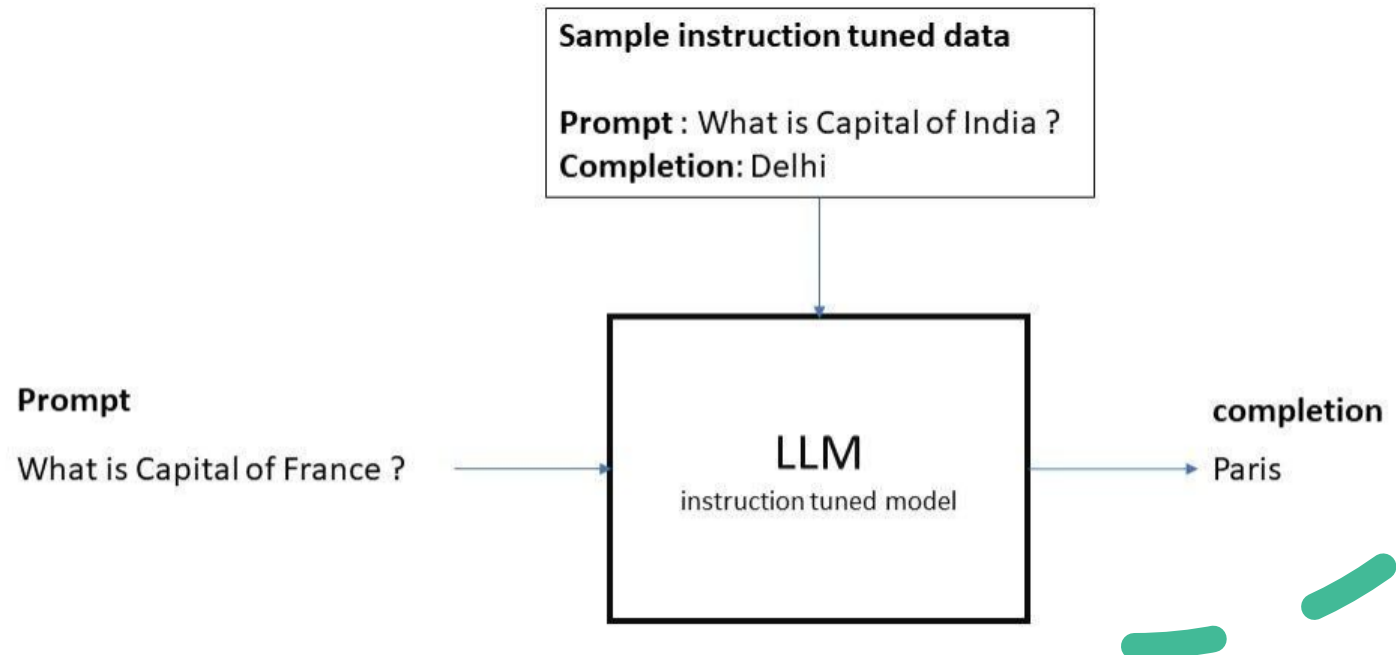 Sample instruction tuned data
Prompt : What is Capital of India ?
Completion: Delhi
Prompt
What is Capital of France ?
LLM
instruction tuned model
completion
Paris